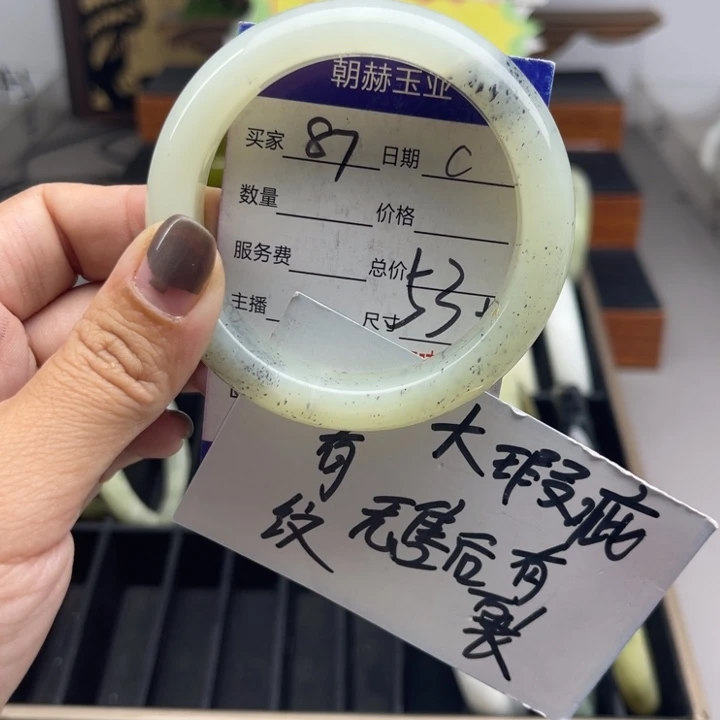 朝赫玉业
买家 87 日期 C
数量 价格
服务费 总价
主播 尺寸 53
有 大瑕疵
纹 无售后有
裂